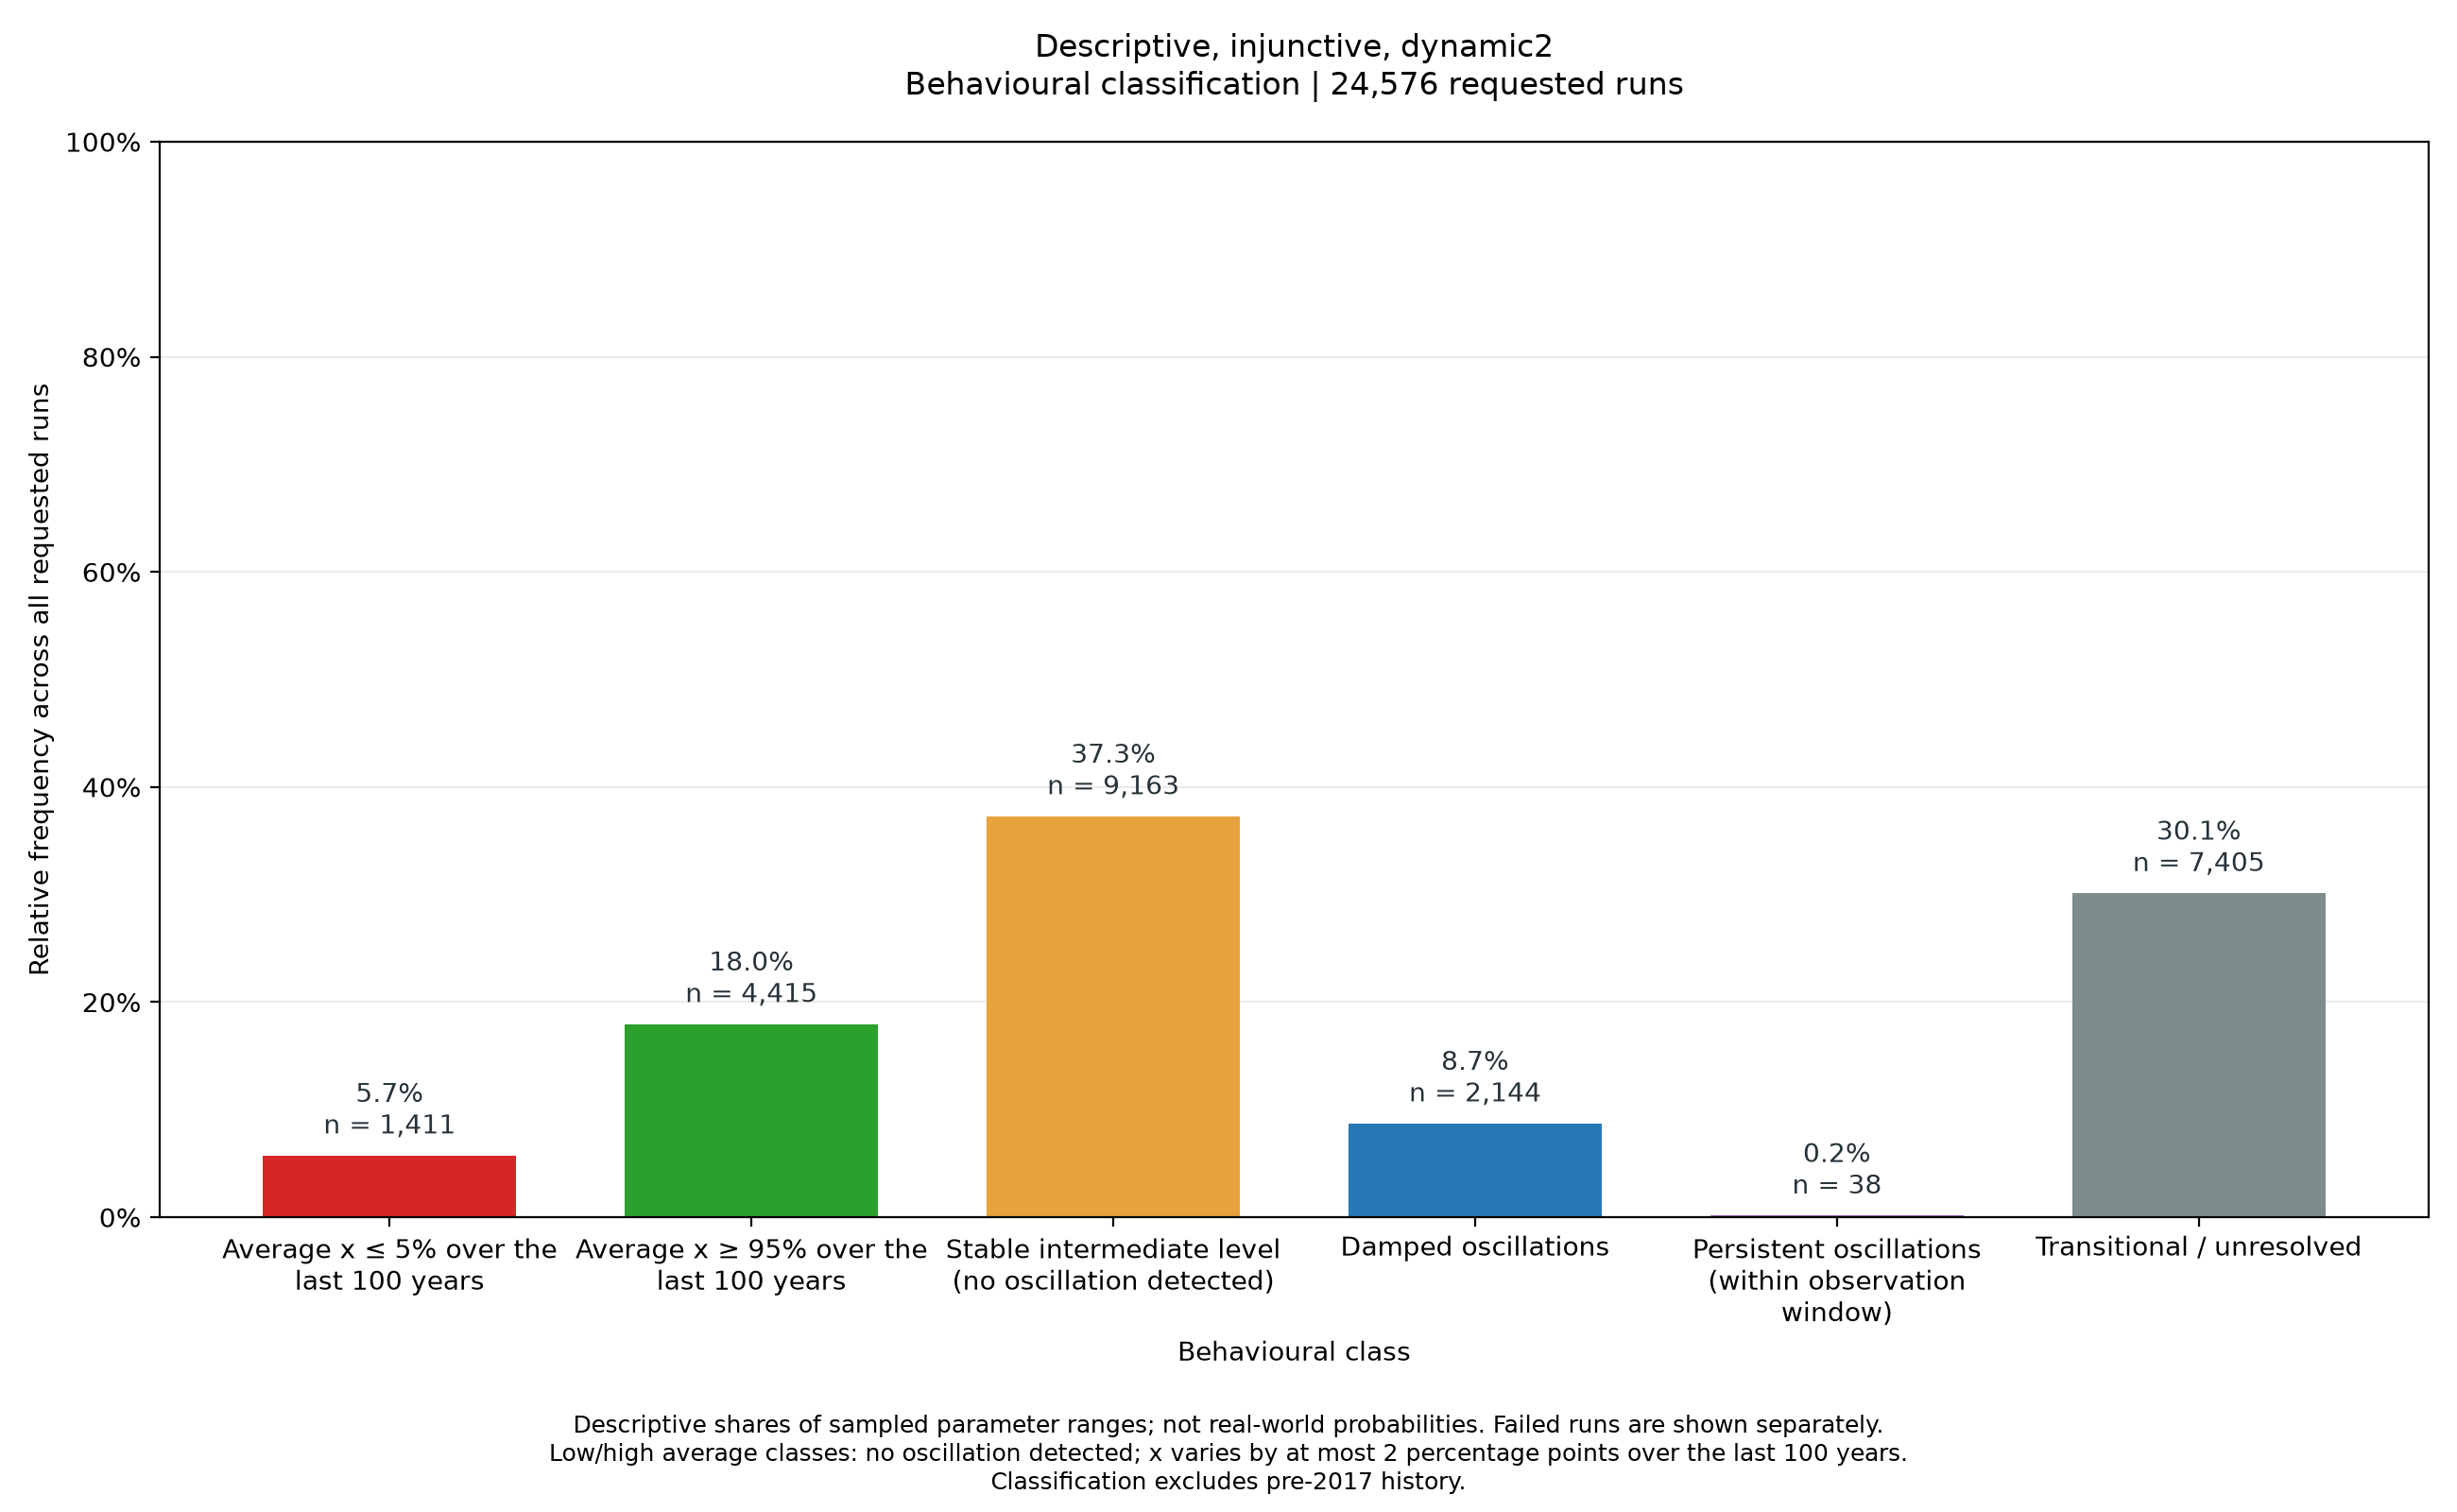 Descriptive, injunctive, dynamic2
Behavioural classification | 24,576 requested runs
100%
80%
60%
40%
20%
0%
Relative frequency across all requested runs
5.7%
n = 1,411
18.0%
n = 4,415
37.3%
n = 9,163
8.7%
n = 2,144
0.2%
n = 38
30.1%
n = 7,405
Average x ≤ 5% over the
last 100 years
Average x ≥ 95% over the
last 100 years
Stable intermediate level
(no oscillation detected)
Damped oscillations
Persistent oscillations
(within observation
window)
Transitional / unresolved
Behavioural class
Descriptive shares of sampled parameter ranges; not real-world probabilities. Failed runs are shown separately.
Low/high average classes: no oscillation detected; x varies by at most 2 percentage points over the last 100 years.
Classification excludes pre-2017 history.